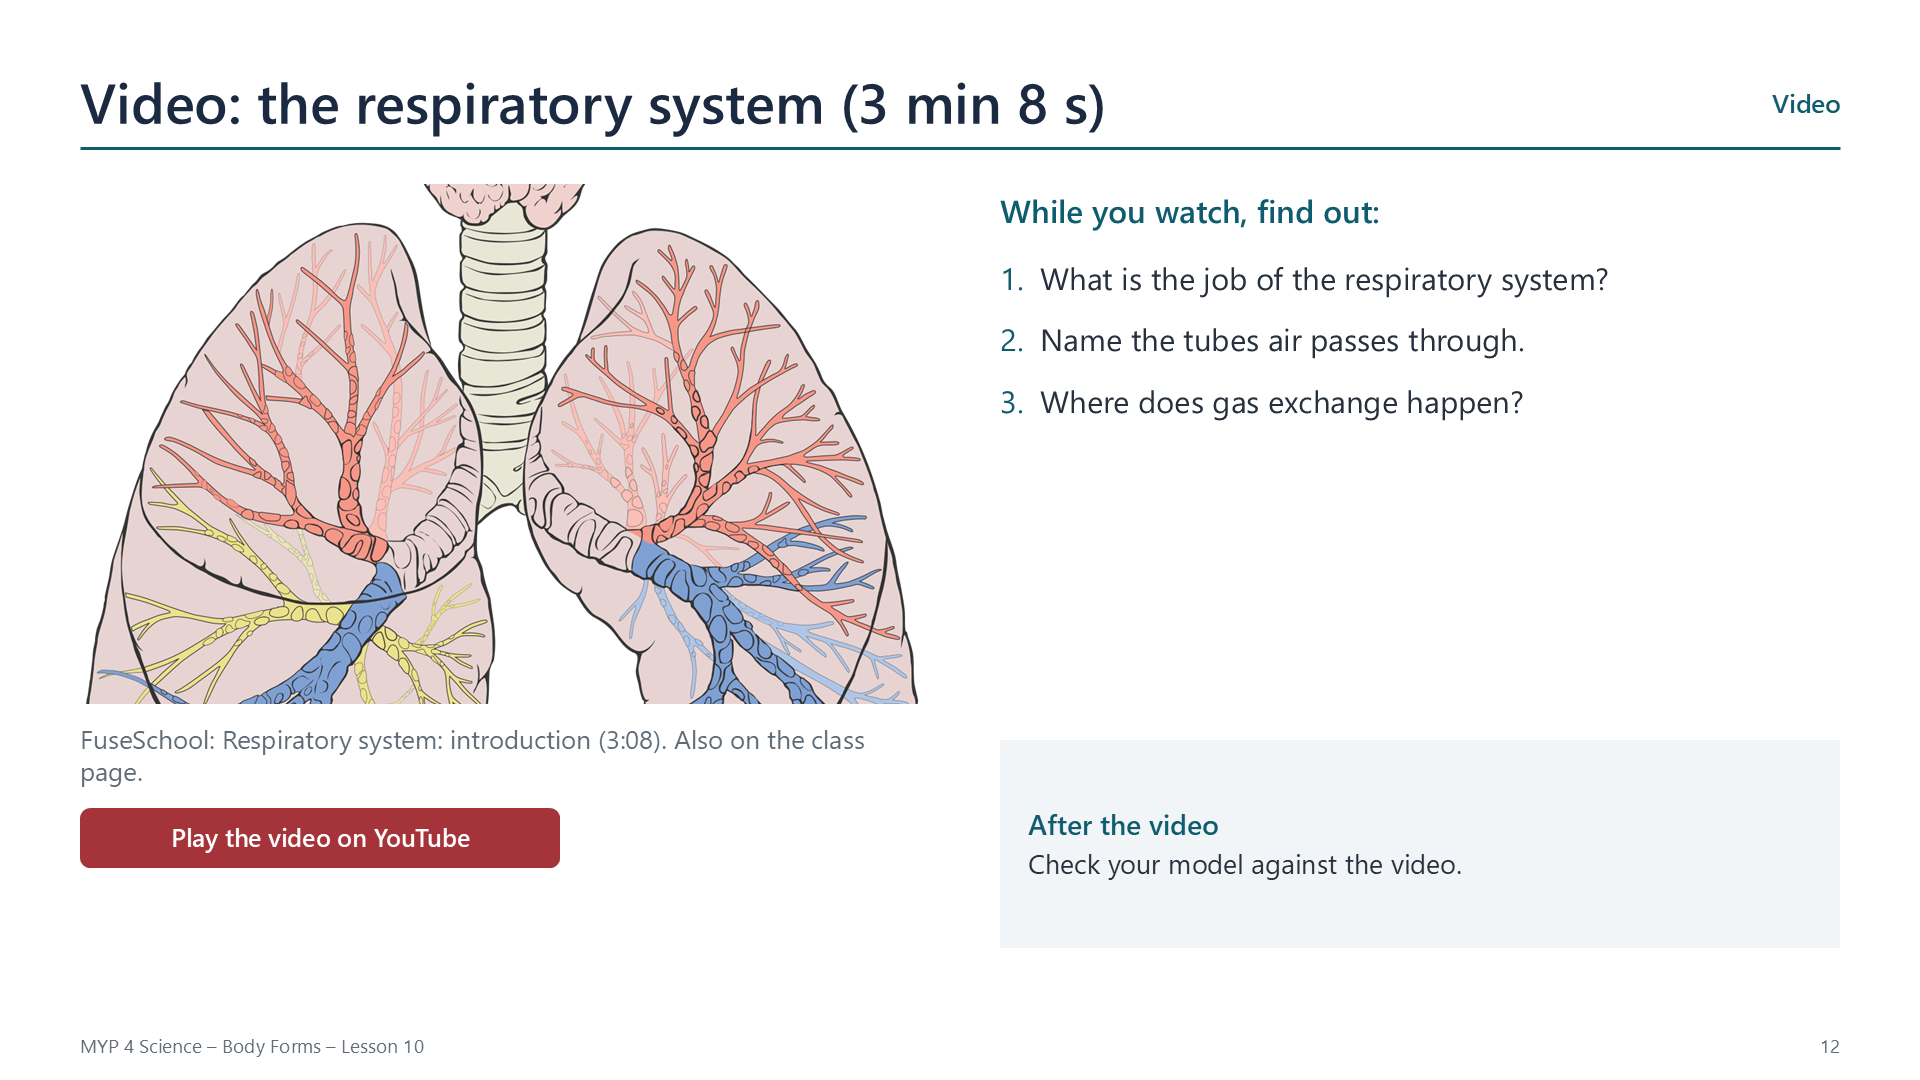 Video: the respiratory system (3 min 8 s)
Video
While you watch, find out:
1. What is the job of the respiratory system?
2. Name the tubes air passes through.
3. Where does gas exchange happen?
FuseSchool: Respiratory system: introduction (3:08). Also on the class
page.
Play the video on YouTube
After the video
Check your model against the video.
MYP 4 Science – Body Forms – Lesson 10
12